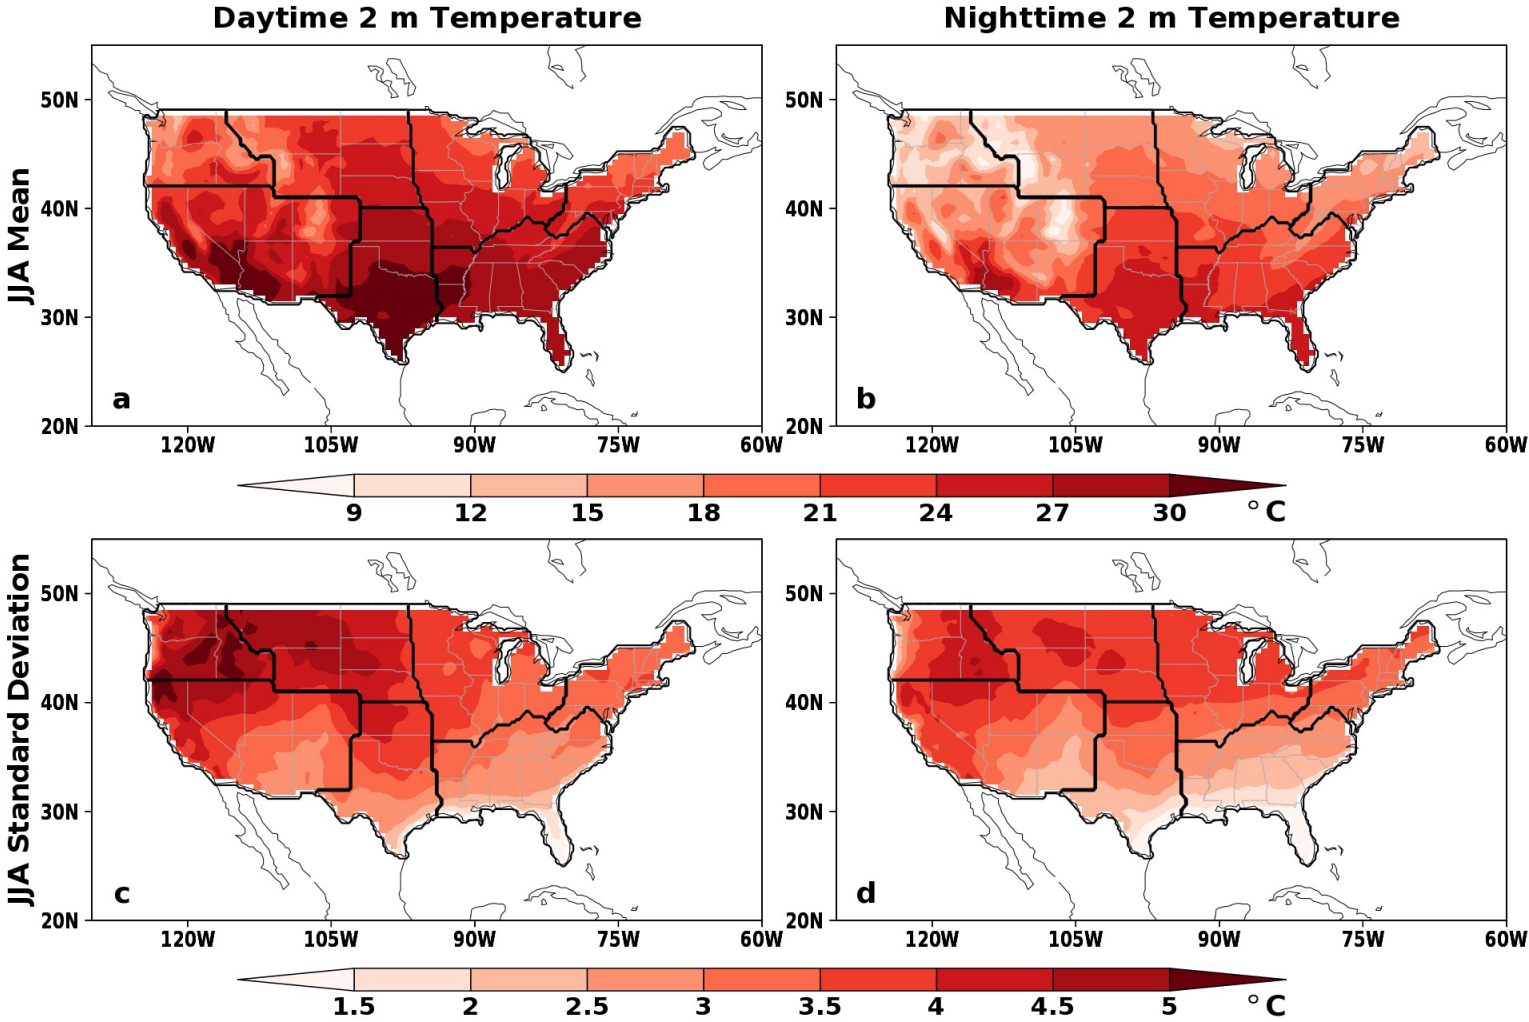 Daytime 2 m Temperature
Nighttime 2 m Temperature
JJA Mean
50N
40N
30N
20N
a
120W 105W 90W 75W 60W
50N
40N
30N
20N
b
120W 105W 90W 75W 60W
9 12 15 18 21 24 27 30 °C
JJA Standard Deviation
50N
40N
30N
20N
c
120W 105W 90W 75W 60W
50N
40N
30N
20N
d
120W 105W 90W 75W 60W
1.5 2 2.5 3 3.5 4 4.5 5 °C